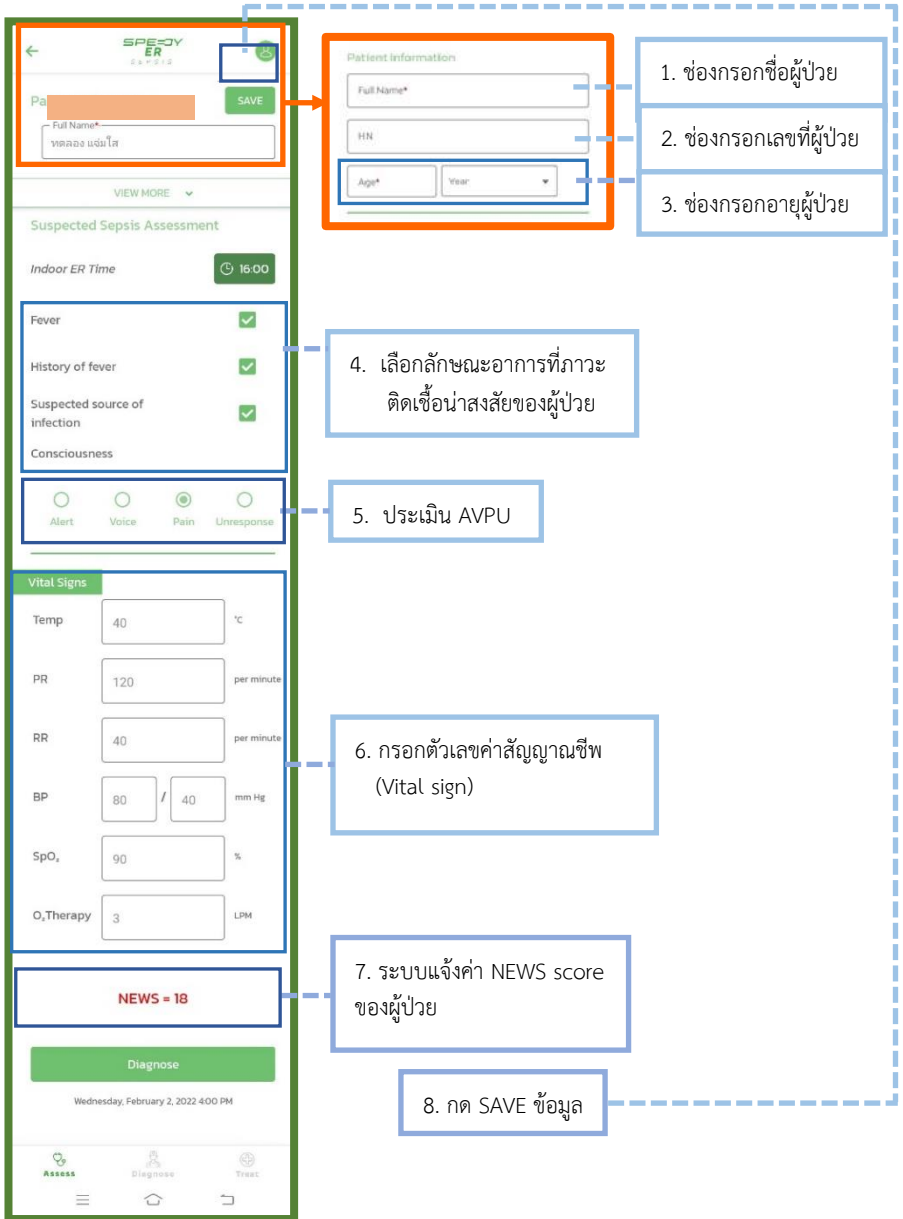 SPEEDY
ER
SEPSIS
Pa
SAVE
Full Name*
ทดลอง แจ่มใส
VIEW MORE
Suspected Sepsis Assessment
Indoor ER Time
16:00
Fever
History of fever
Suspected source of
infection
Consciousness
Alert Voice Pain Unresponse
Vital Signs
Temp 40 °C
PR 120 per minute
RR 40 per minute
BP 80 / 40 mm Hg
SpO₂ 90 %
O₂Therapy 3 LPM
NEWS = 18
Diagnose
Wednesday, February 2, 2022 4:00 PM
Assess Diagnose Treat
Patient Information
Full Name*
HN
Age* Year
1. ช่องกรอกชื่อผู้ป่วย
2. ช่องกรอกเลขที่ผู้ป่วย
3. ช่องกรอกอายุผู้ป่วย
4. เลือกลักษณะอาการที่ภาวะ
ติดเชื้อน่าสงสัยของผู้ป่วย
5. ประเมิน AVPU
6. กรอกตัวเลขค่าสัญญาณชีพ
(Vital sign)
7. ระบบแจ้งค่า NEWS score
ของผู้ป่วย
8. กด SAVE ข้อมูล